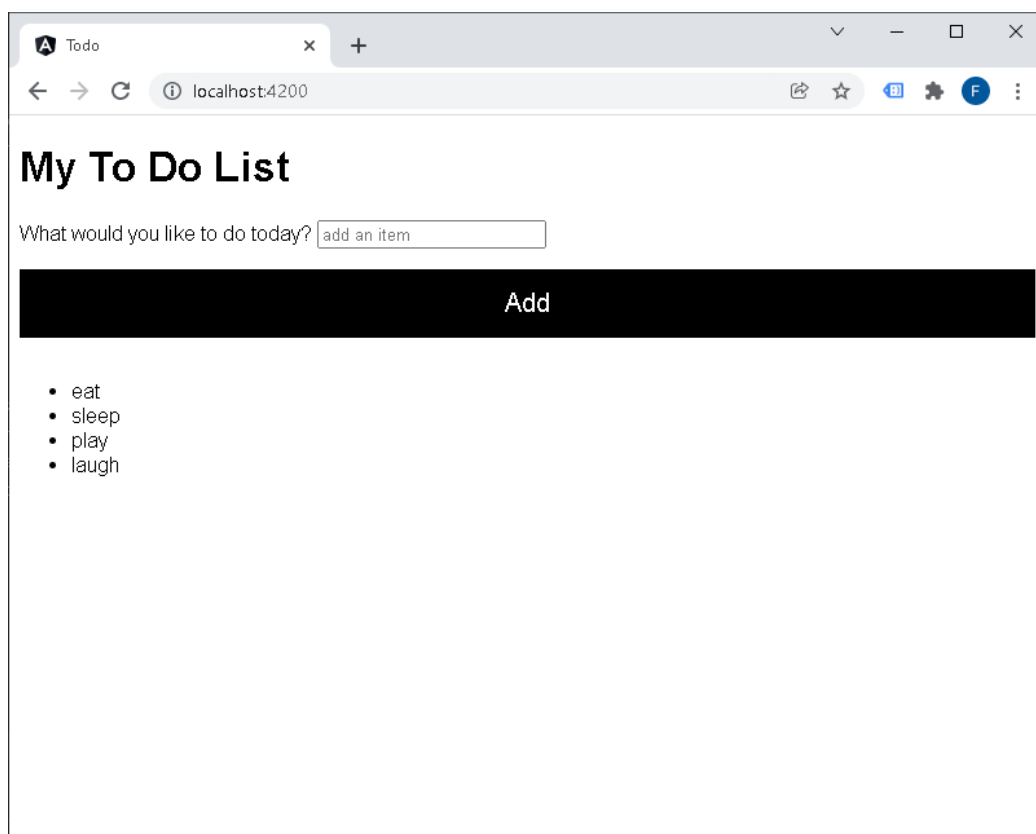 Todo
localhost:4200
F
My To Do List
What would you like to do today? add an item
Add
• eat
• sleep
• play
• laugh